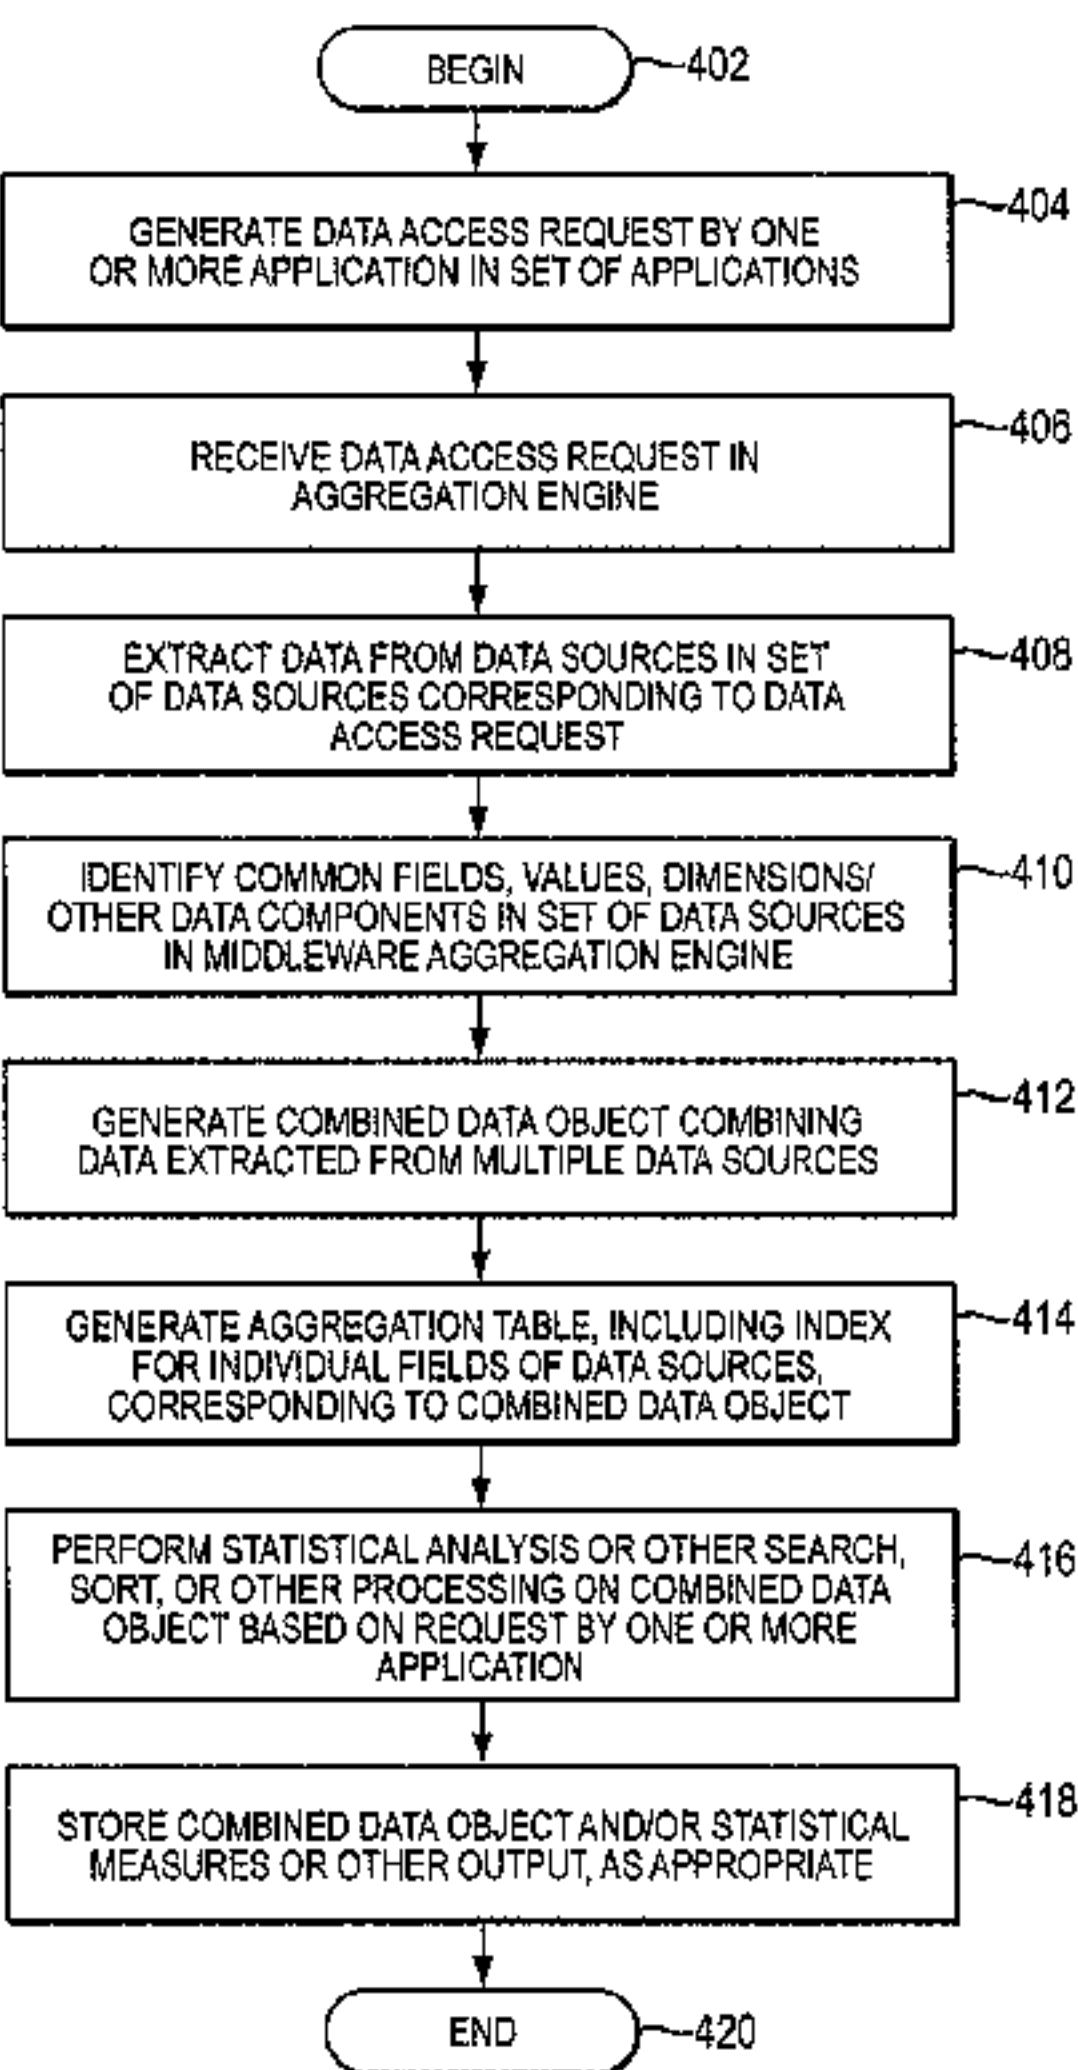 BEGIN
402
GENERATE DATA ACCESS REQUEST BY ONE
OR MORE APPLICATION IN SET OF APPLICATIONS
404
RECEIVE DATA ACCESS REQUEST IN
AGGREGATION ENGINE
406
EXTRACT DATA FROM DATA SOURCES IN SET
OF DATA SOURCES CORRESPONDING TO DATA
ACCESS REQUEST
408
IDENTIFY COMMON FIELDS, VALUES, DIMENSIONS/
OTHER DATA COMPONENTS IN SET OF DATA SOURCES
IN MIDDLEWARE AGGREGATION ENGINE
410
GENERATE COMBINED DATA OBJECT COMBINING
DATA EXTRACTED FROM MULTIPLE DATA SOURCES
412
GENERATE AGGREGATION TABLE, INCLUDING INDEX
FOR INDIVIDUAL FIELDS OF DATA SOURCES,
CORRESPONDING TO COMBINED DATA OBJECT
414
PERFORM STATISTICAL ANALYSIS OR OTHER SEARCH,
SORT, OR OTHER PROCESSING ON COMBINED DATA
OBJECT BASED ON REQUEST BY ONE OR MORE
APPLICATION
416
STORE COMBINED DATA OBJECT AND/OR STATISTICAL
MEASURES OR OTHER OUTPUT, AS APPROPRIATE
418
END
420